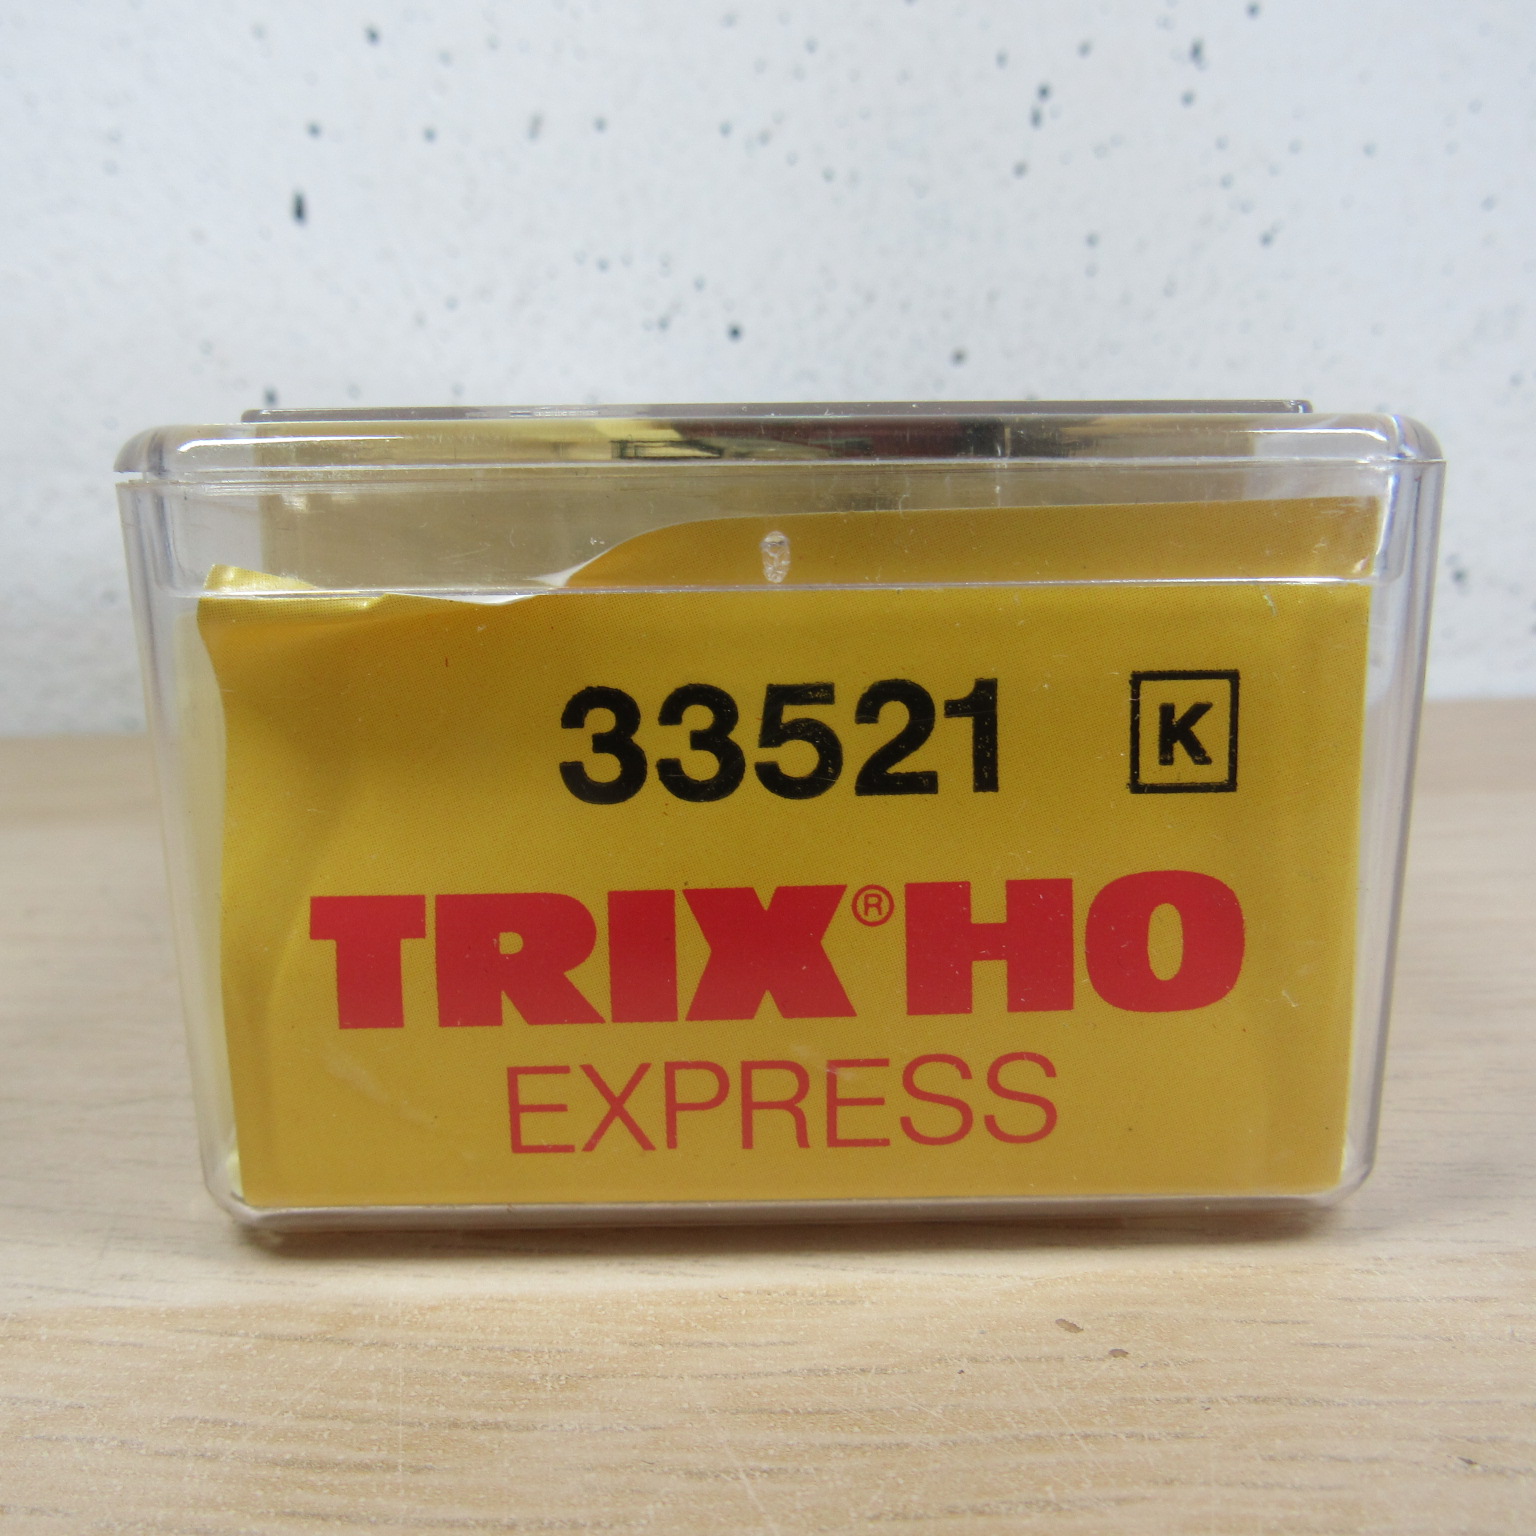 33521 K
TRIX® HO
EXPRESS